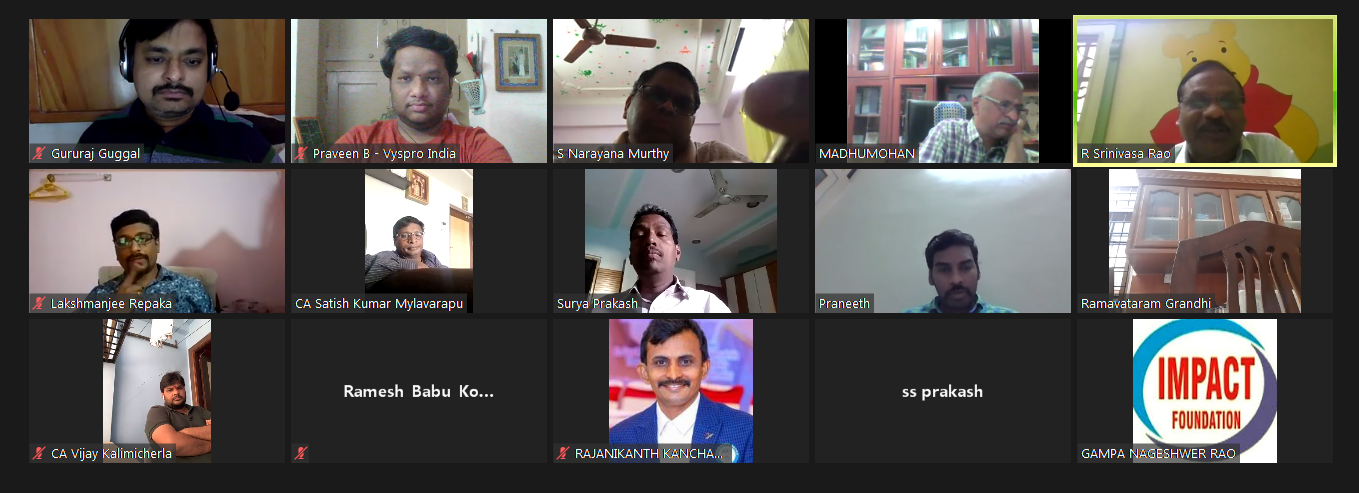 Gururaj Guggal
Praveen B - Vyspro India
S Narayana Murthy
MADHUMOHAN
R Srinivasa Rao
Lakshmanjee Repaka
CA Satish Kumar Mylavarapu
Surya Prakash
Praneeth
Ramavataram Grandhi
CA Vijay Kalimicherla
Ramesh Babu Ko...
RAJANIKANTH KANCHA...
ss prakash
IMPACT
FOUNDATION
GAMPA NAGESHWER RAO